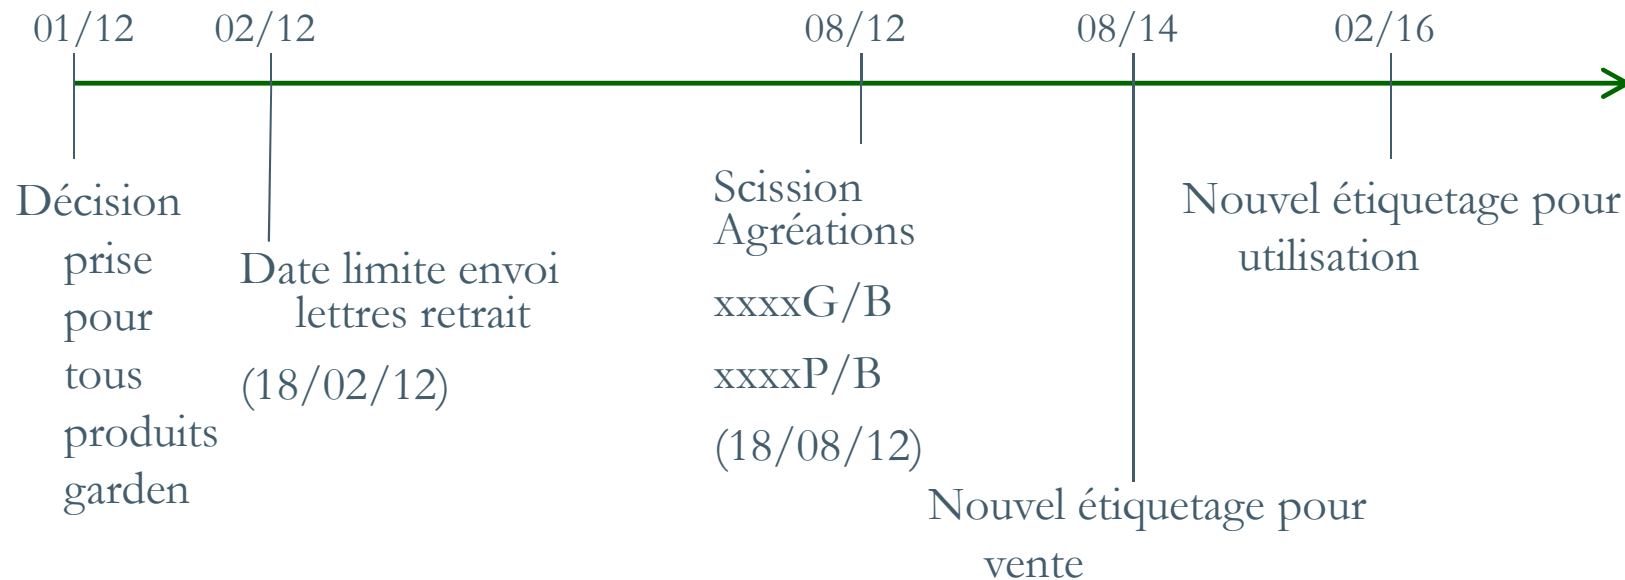 01/12
02/12
08/12
08/14
02/16
Décision
prise
pour
tous
produits
garden
Date limite envoi
lettres retrait
(18/02/12)
Scission
Agréations
xxxxG/B
xxxxP/B
(18/08/12)
Nouvel étiquetage pour
vente
Nouvel étiquetage pour
utilisation